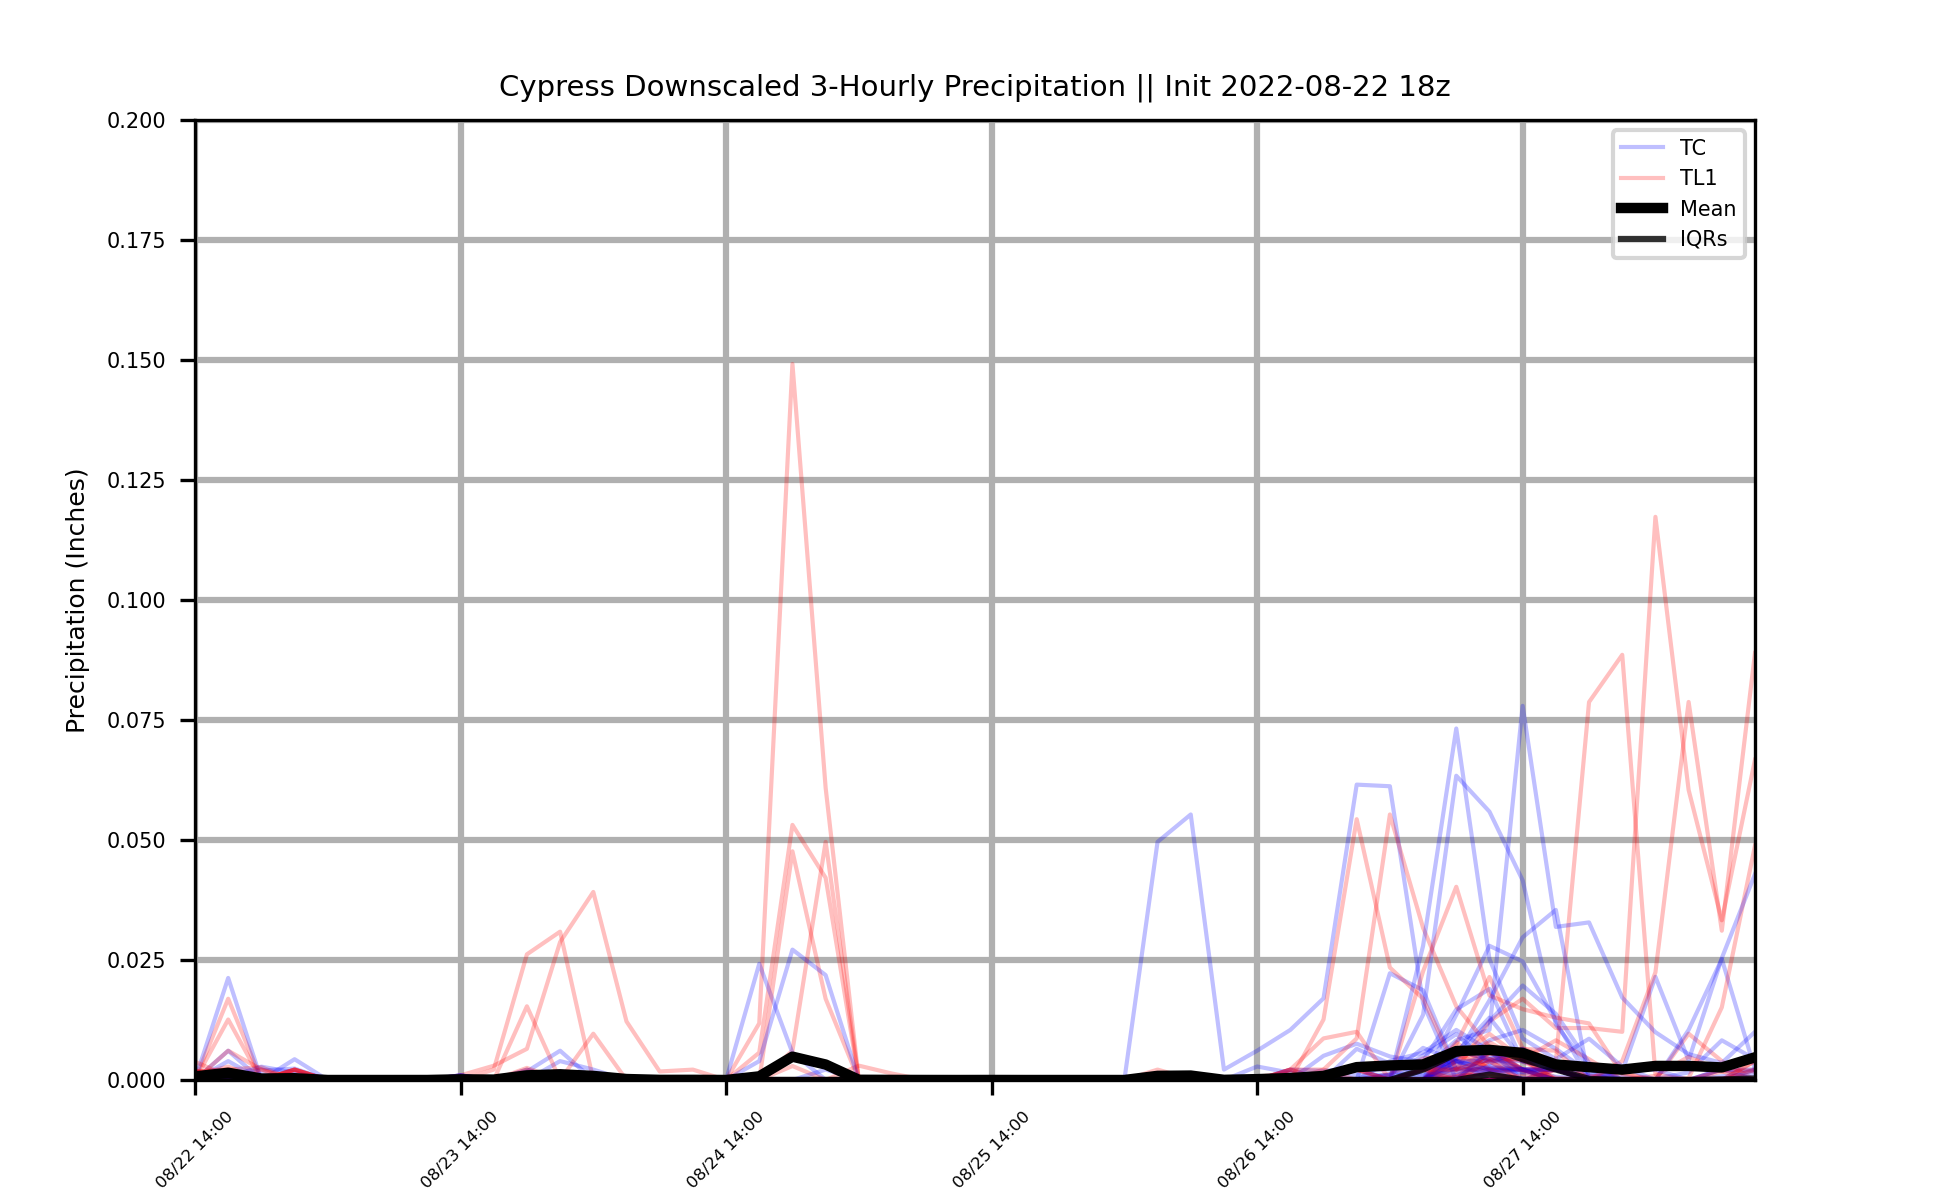 Cypress Downscaled 3-Hourly Precipitation || Init 2022-08-22 18z
0.200
0.175
0.150
0.125
0.100
0.075
0.050
0.025
0.000
Precipitation (Inches)
TC
TL1
Mean
IQRs
08/22 14:00
08/23 14:00
08/24 14:00
08/25 14:00
08/26 14:00
08/27 14:00